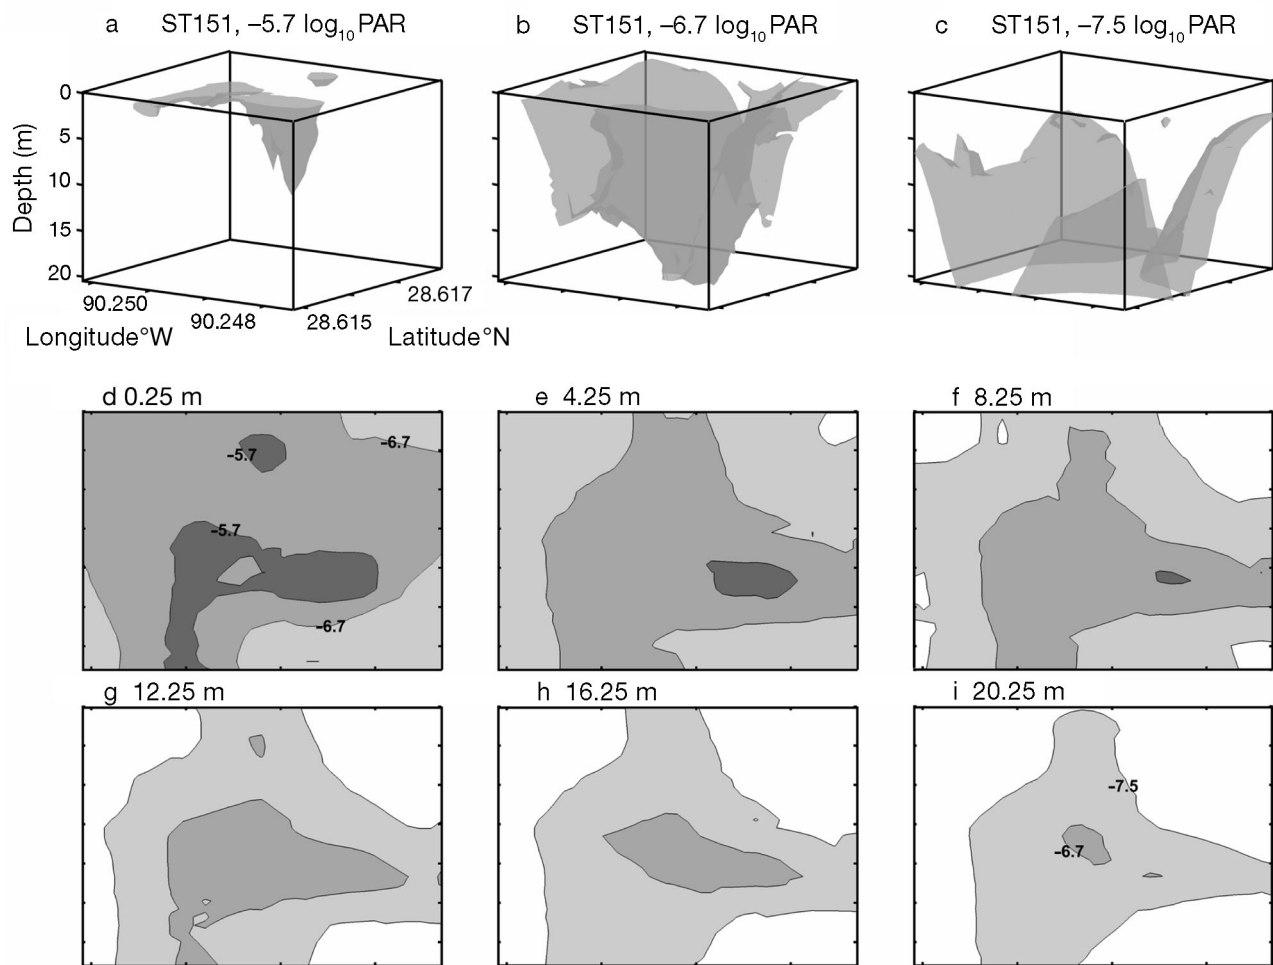 a ST151, –5.7 log10 PAR
b ST151, –6.7 log10 PAR
c ST151, –7.5 log10 PAR
Depth (m)
0
5
10
15
20
90.250
90.248
28.615
28.617
Longitude°W
Latitude°N
d 0.25 m
–6.7
–5.7
–5.7
–6.7
e 4.25 m
f 8.25 m
g 12.25 m
h 16.25 m
i 20.25 m
–7.5
–6.7